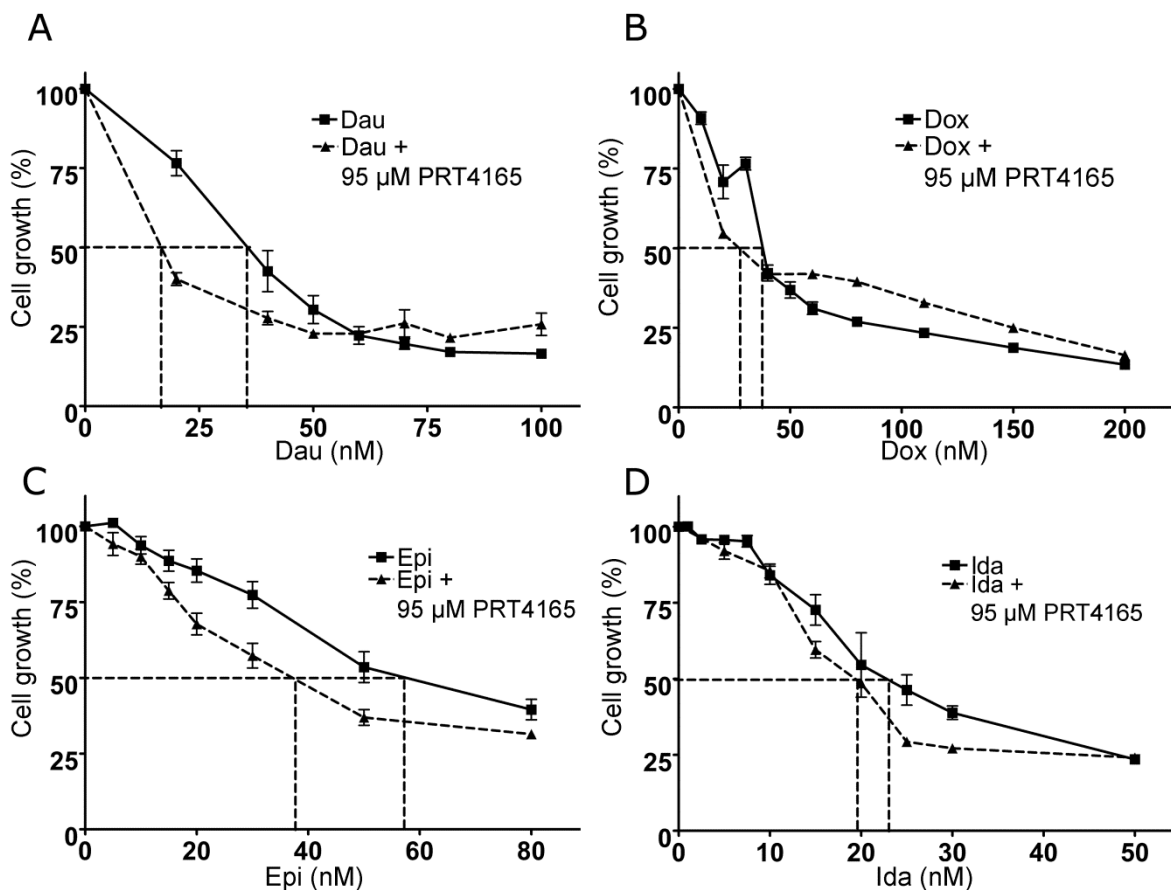 A
100
75
50
25
0
Cell growth (%)
Dau
Dau +
95 µM PRT4165
0 25 50 75 100
Dau (nM)
B
100
75
50
25
0
Cell growth (%)
Dox
Dox +
95 µM PRT4165
0 50 100 150 200
Dox (nM)
C
100
75
50
25
0
Cell growth (%)
Epi
Epi +
95 µM PRT4165
0 20 40 60 80
Epi (nM)
D
100
75
50
25
0
Cell growth (%)
Ida
Ida +
95 µM PRT4165
0 10 20 30 40 50
Ida (nM)